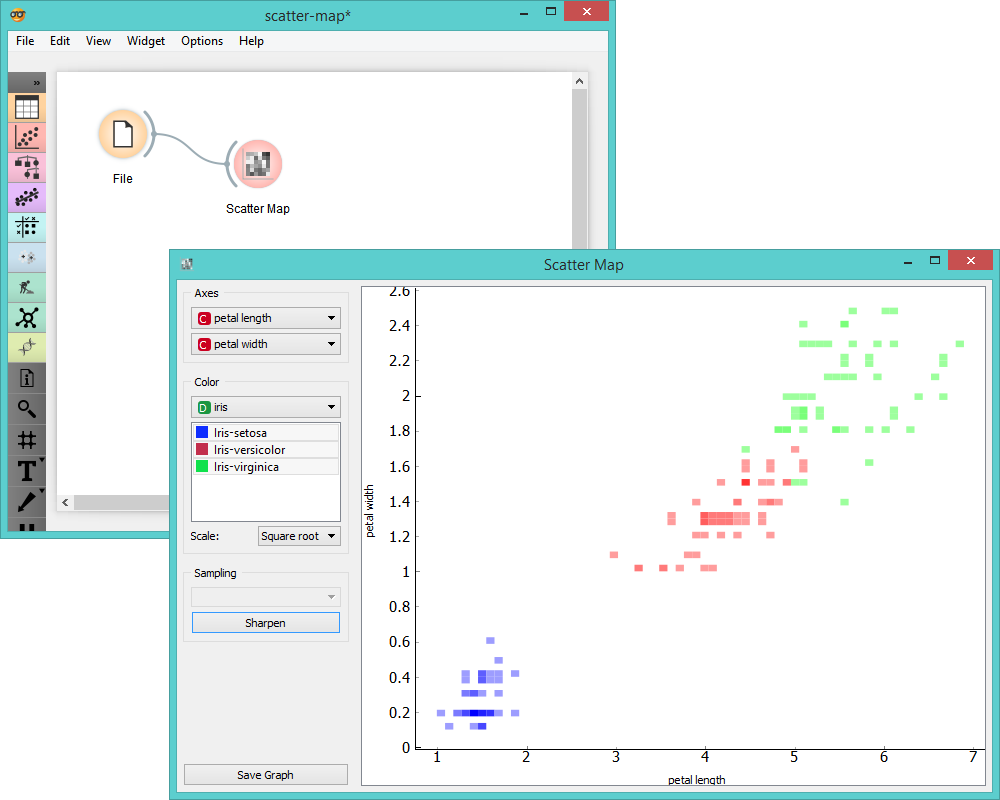 scatter-map*
File Edit View Widget Options Help
»
File
Scatter Map
T
Scatter Map
Axes
C petal length
C petal width
Color
D iris
Iris-setosa
Iris-versicolor
Iris-virginica
Scale: Square root
Sampling
Sharpen
Save Graph
petal width
2.6
2.4
2.2
2
1.8
1.6
1.4
1.2
1
0.8
0.6
0.4
0.2
0
1 2 3 4 5 6 7
petal length